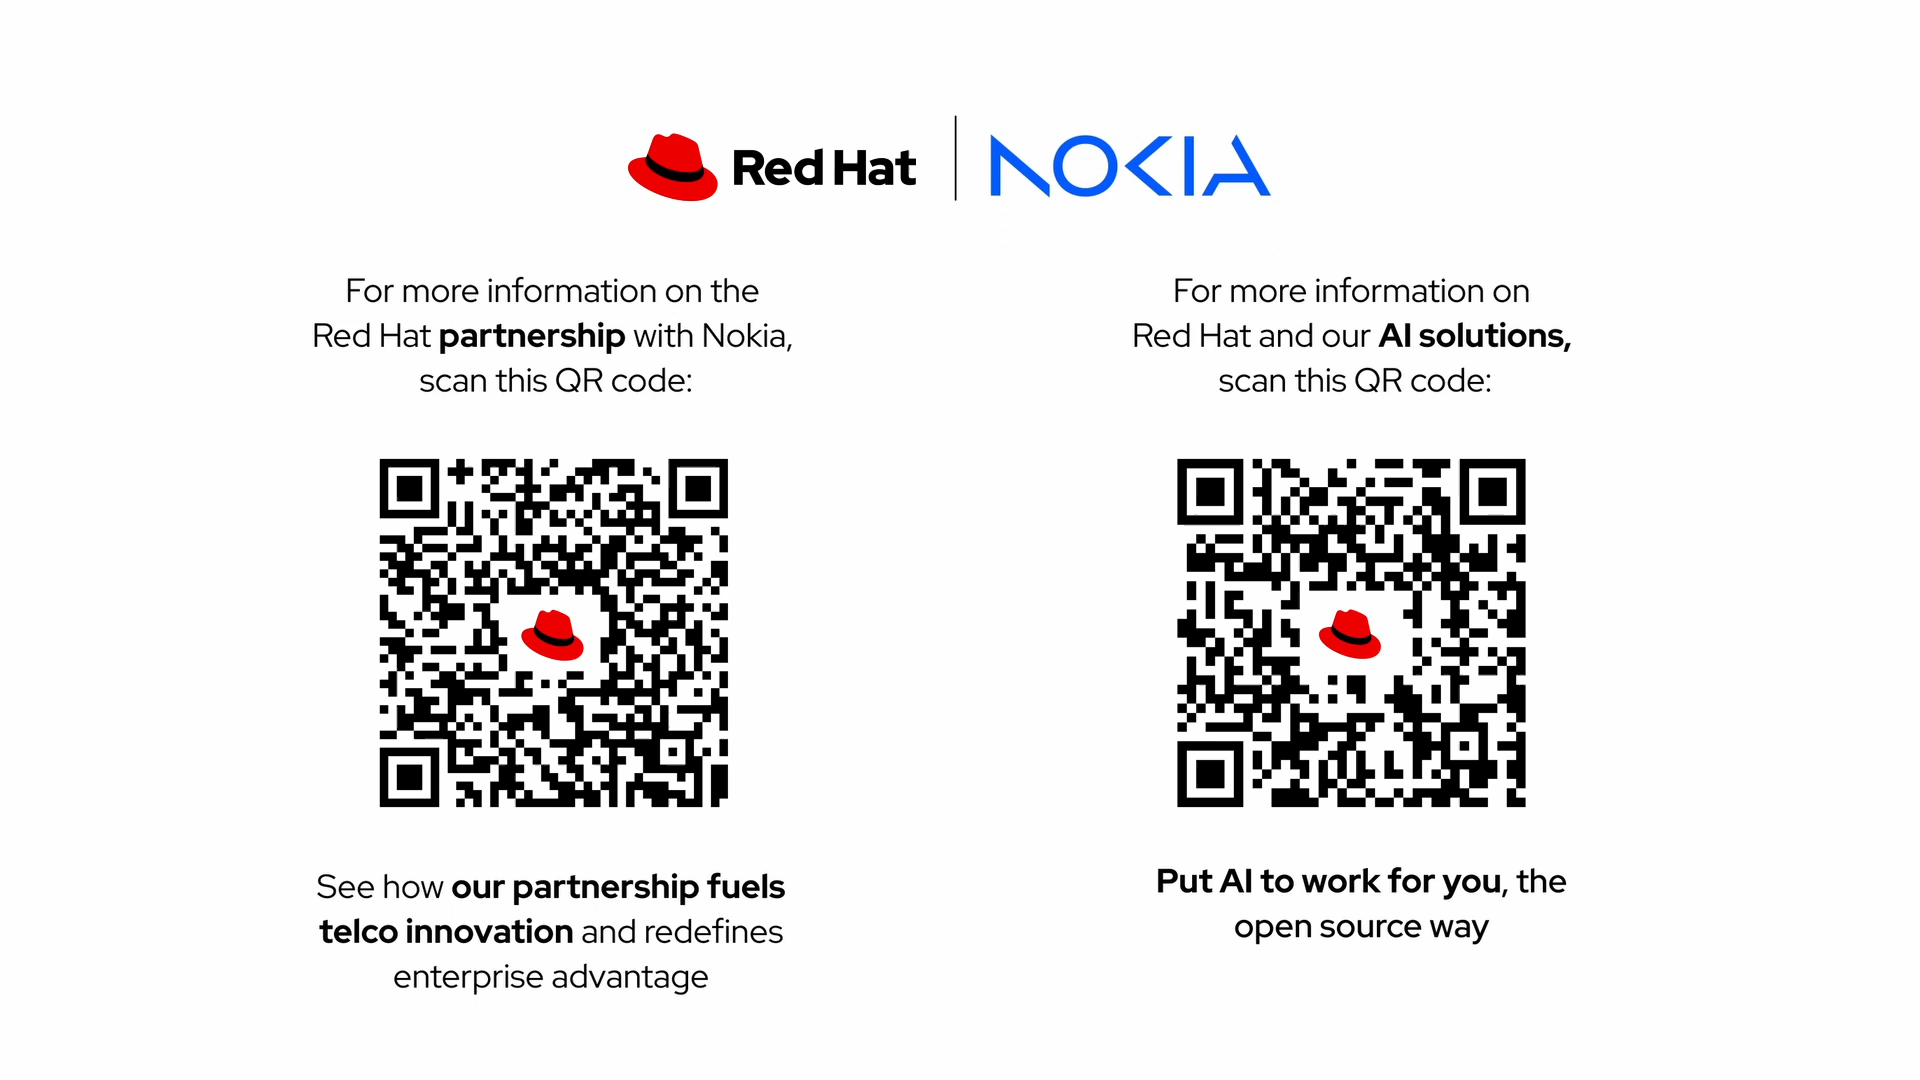 Red Hat
NOKIA
For more information on the
Red Hat partnership with Nokia,
scan this QR code:
See how our partnership fuels
telco innovation and redefines
enterprise advantage
For more information on
Red Hat and our AI solutions,
scan this QR code:
Put AI to work for you, the
open source way